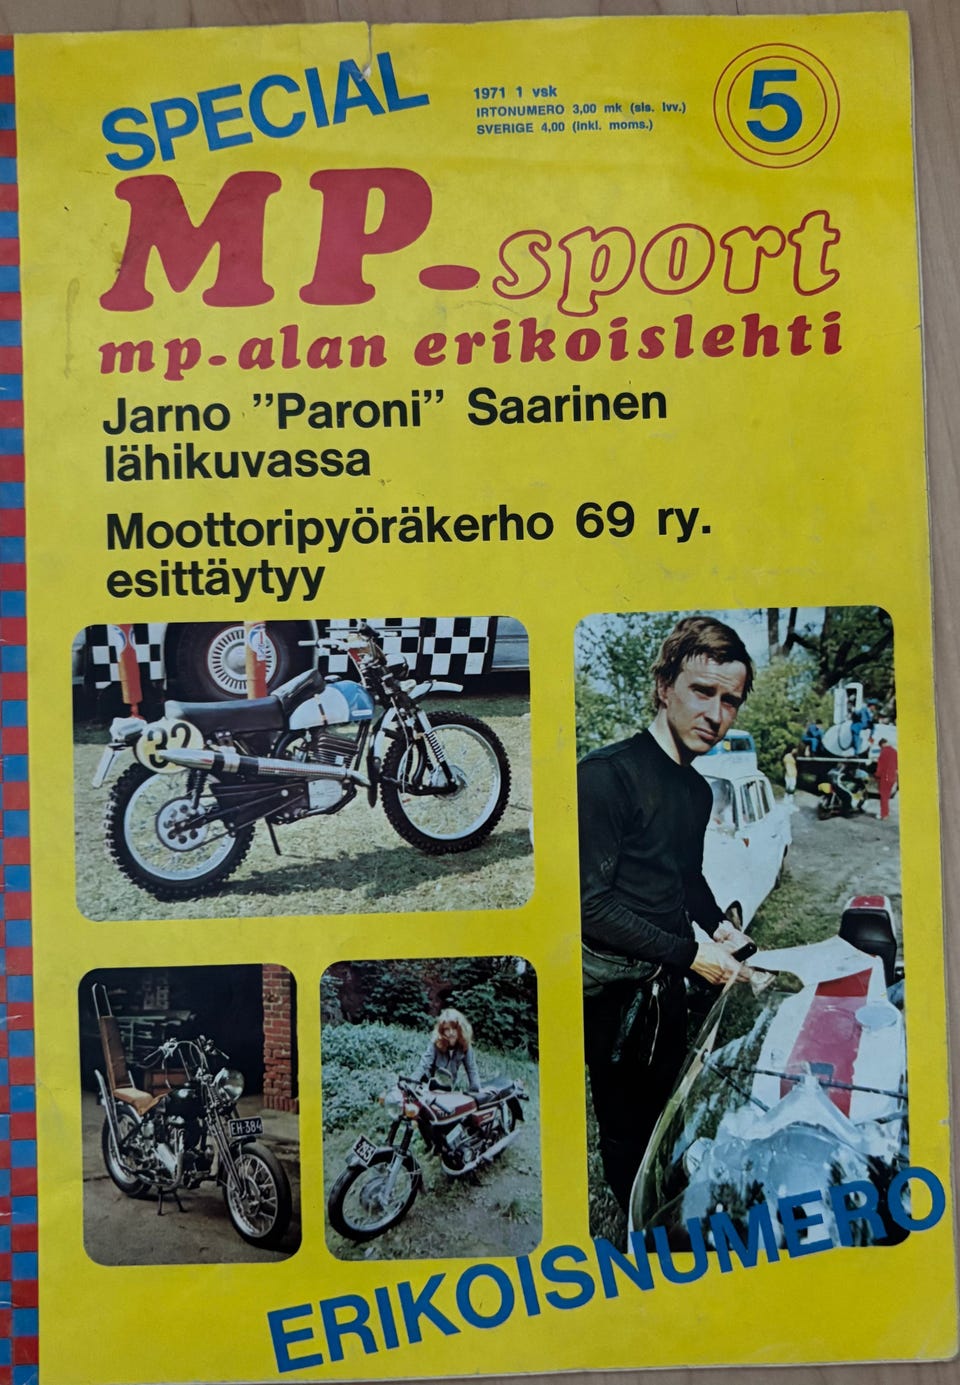 SPECIAL
1971 1 vsk
IRTONUMERO 3,00 mk (sis. lvv.)
SVERIGE 4,00 (inkl. moms.)
5
MP-sport
mp-alan erikoislehti
Jarno ”Paroni” Saarinen
lähikuvassa
Moottoripyöräkerho 69 ry.
esittäytyy
32
EH-384
ERIKOISNUMERO